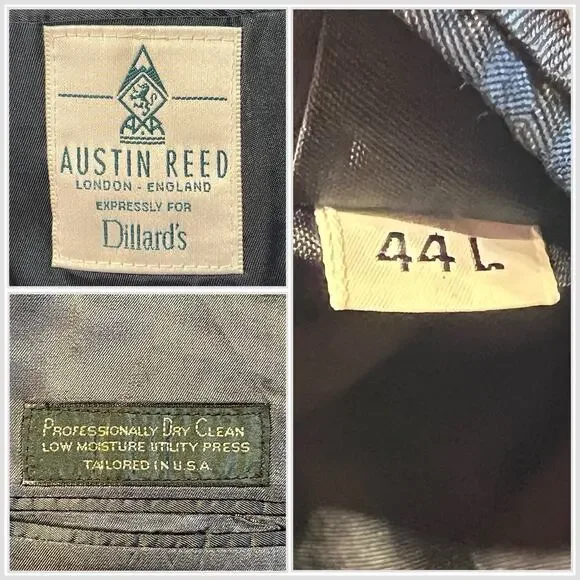 AUSTIN REED
LONDON - ENGLAND
EXPRESSLY FOR
Dillard's
44 L
PROFESSIONALLY DRY CLEAN
LOW MOISTURE UTILITY PRESS
TAILORED IN U.S.A.